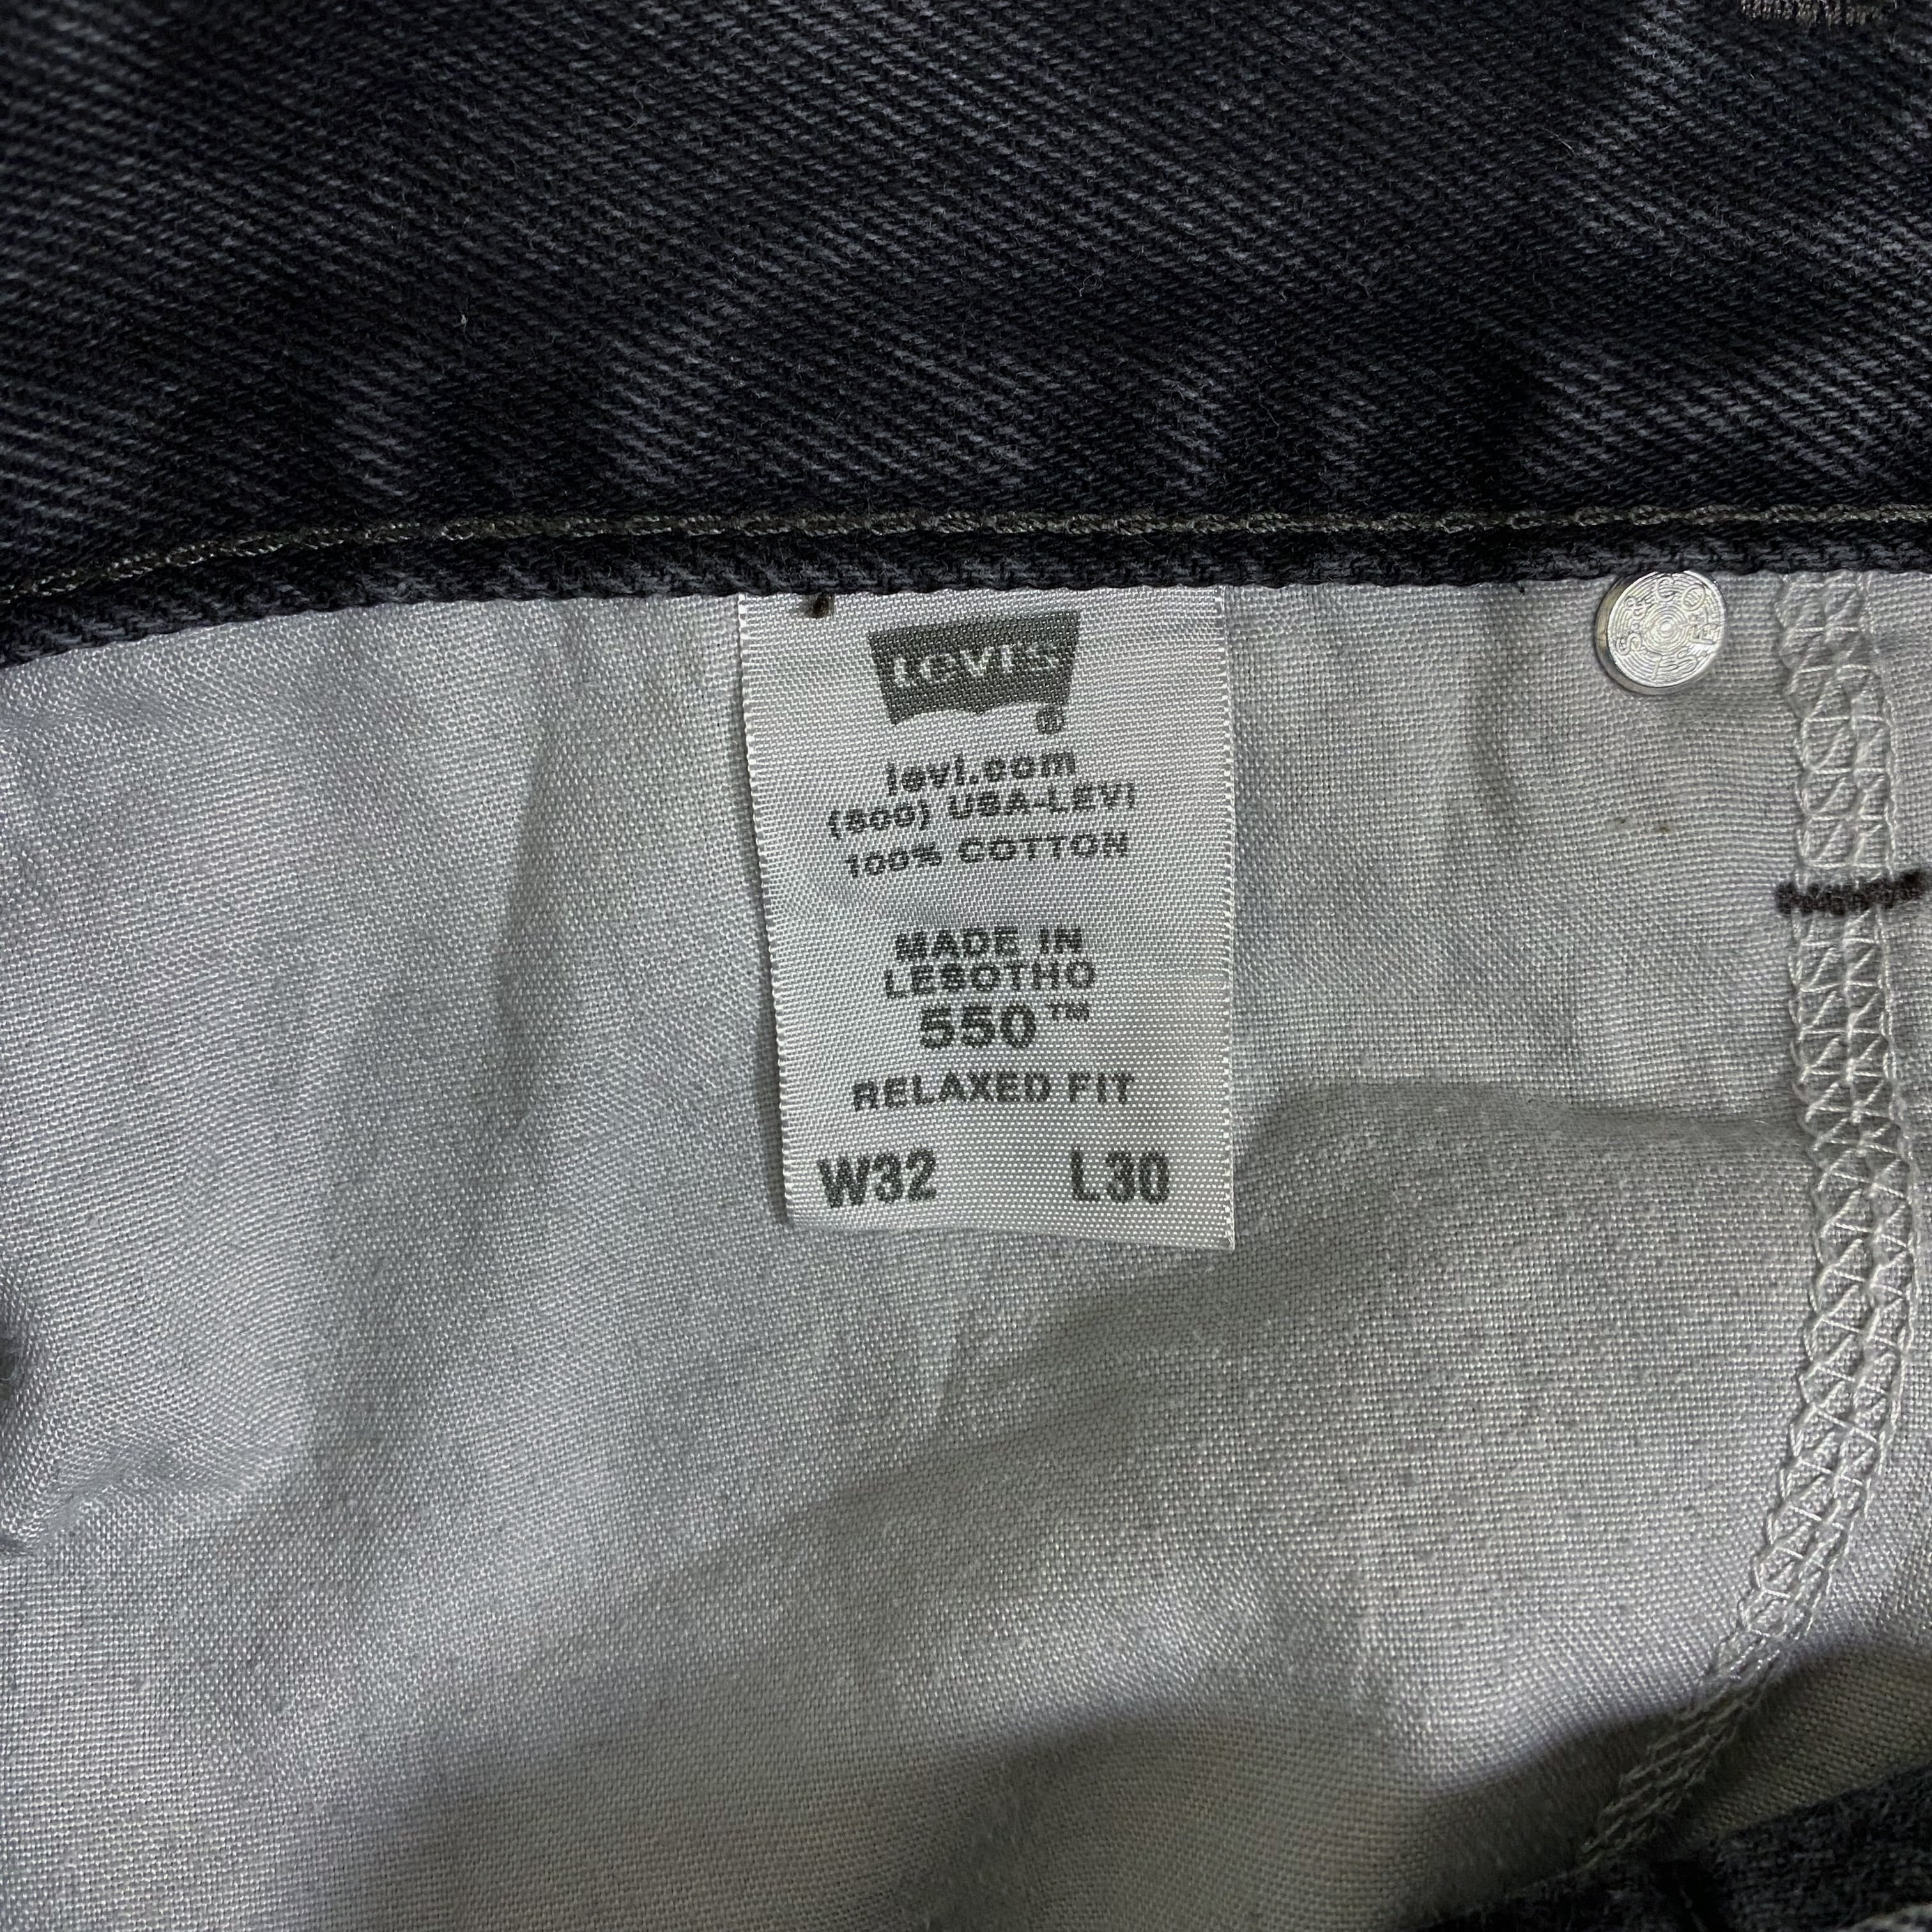 Levi's
®
levi.com
(800) USA-LEVI
100% COTTON
MADE IN
LESOTHO
550™
RELAXED FIT
W32 L30